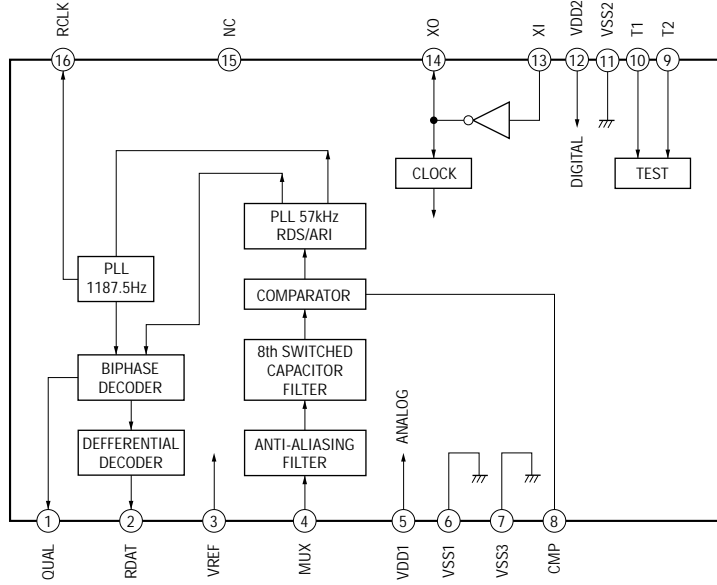 RCLK
NC
XO
XI
VDD2
VSS2
T1
T2
16
15
14
13
12
11
10
9
DIGITAL
CLOCK
TEST
PLL 57kHz
RDS/ARI
PLL
1187.5Hz
COMPARATOR
8th SWITCHED
CAPACITOR
FILTER
BIPHASE
DECODER
DEFFERENTIAL
DECODER
ANTI-ALIASING
FILTER
ANALOG
1
2
3
4
5
6
7
8
QUAL
RDAT
VREF
MUX
VDD1
VSS1
VSS3
CMP